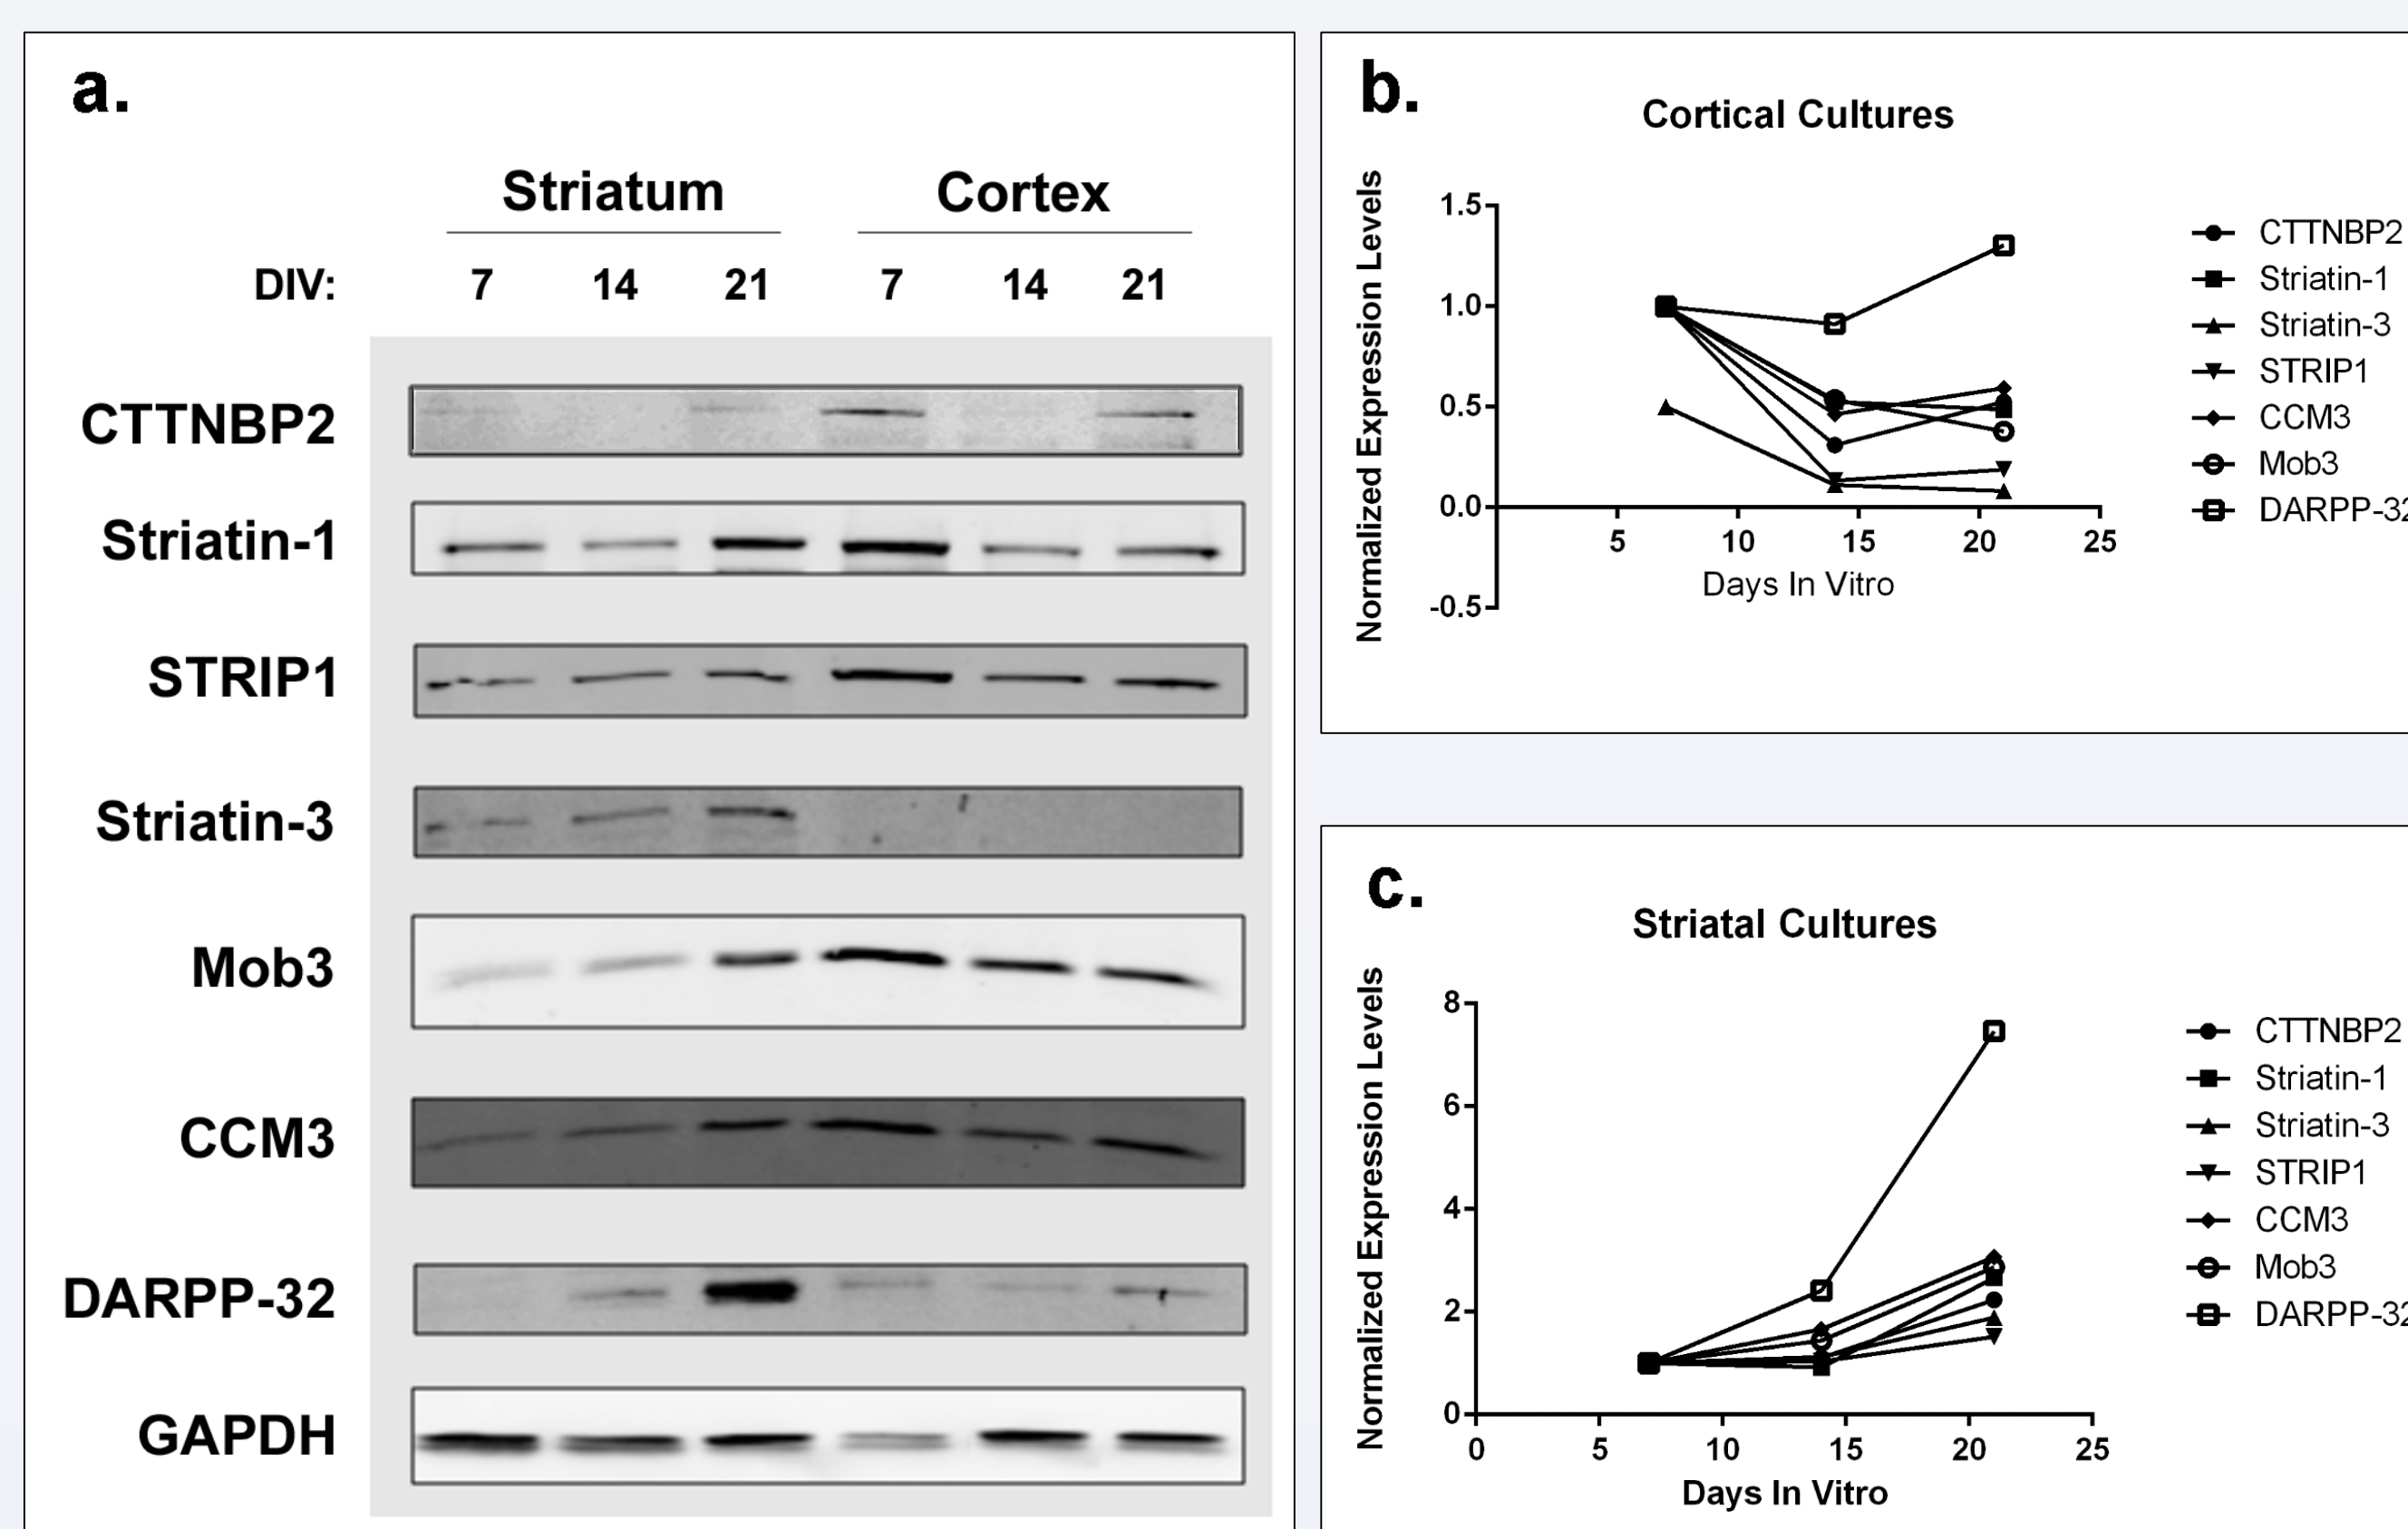 a.
Striatum Cortex
DIV: 7 14 21 7 14 21
CTTNBP2
Striatin-1
STRIP1
Striatin-3
Mob3
CCM3
DARPP-32
GAPDH
b.
Cortical Cultures
Normalized Expression Levels
1.5
1.0
0.5
0.0
-0.5
5 10 15 20 25
Days In Vitro
CTTNBP2
Striatin-1
Striatin-3
STRIP1
CCM3
Mob3
DARPP-32
c.
Striatal Cultures
Normalized Expression Levels
8
6
4
2
0
0 5 10 15 20 25
Days In Vitro
CTTNBP2
Striatin-1
Striatin-3
STRIP1
CCM3
Mob3
DARPP-32